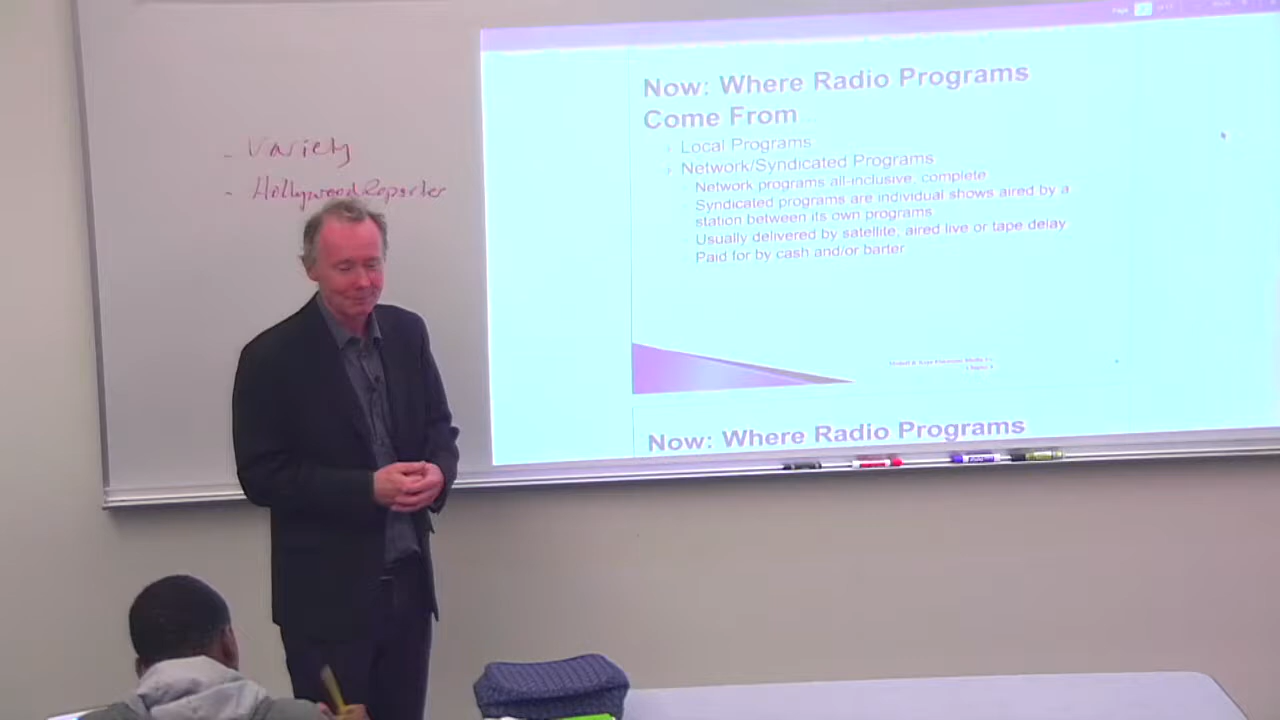 - Variety
- Hollywood Reporter
Page
Now: Where Radio Programs
Come From
Local Programs
Network/Syndicated Programs
Network programs all-inclusive, complete
Syndicated programs are individual shows aired by a
station between its own programs
Usually delivered by satellite, aired live or tape delay
Paid for by cash and/or barter
Now: Where Radio Programs